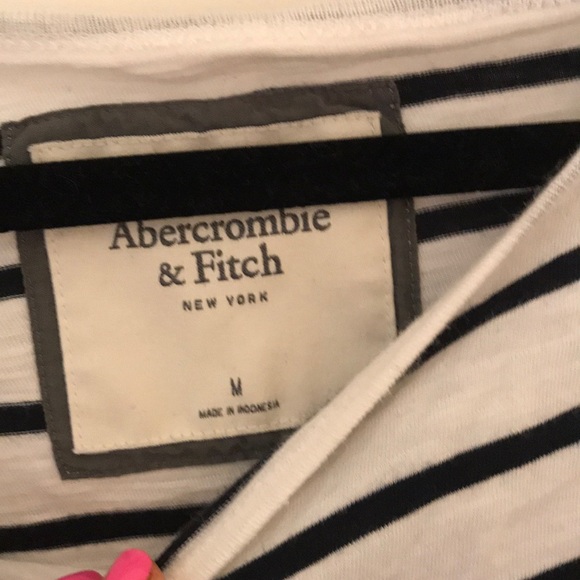 Abercrombie
& Fitch
NEW YORK
M
MADE IN INDONESIA